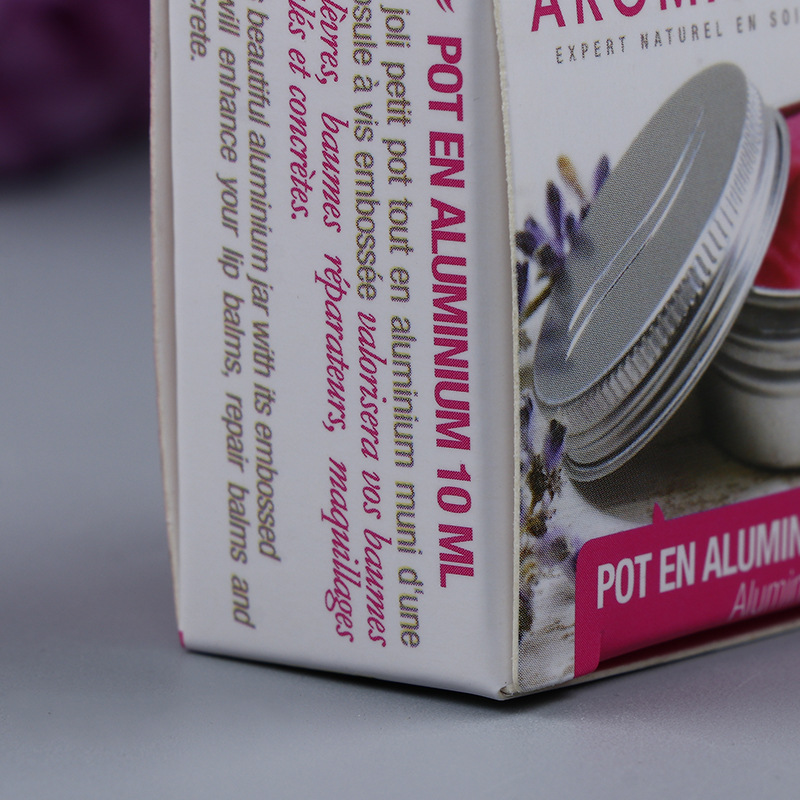 POT EN ALUMINIUM 10 ML
joli petit pot tout en aluminium muni d'une
psule à vis embossée valorisera vos baumes
lèvres, baumes réparateurs, maquillages
lés et concrètes.
beautiful aluminium jar with its embossed
will enhance your lip balms, repair balms and
crete.
AROMA
EXPERT NATUREL EN SOI
POT EN ALUMIN
Alumin